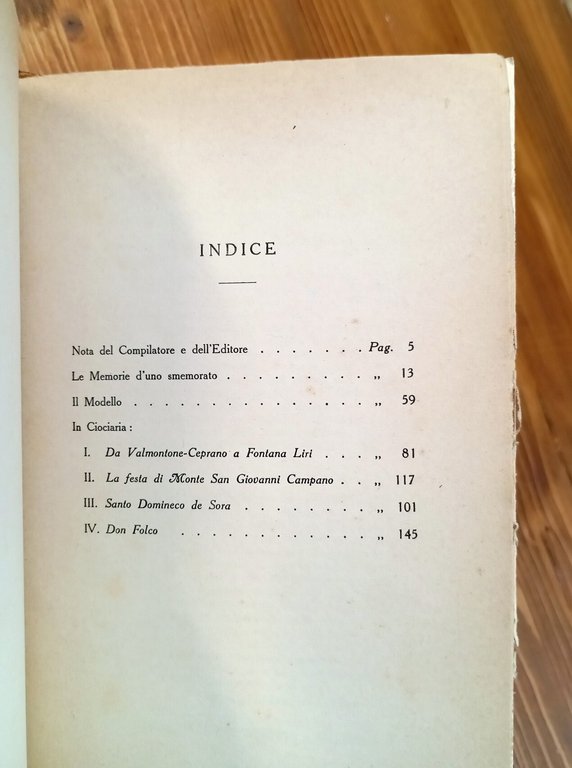 INDICE
Nota del Compilatore e dell'Editore . . . . . . . Pag. 5
Le Memorie d'uno smemorato . . . . . . . . . „ 13
Il Modello . . . . . . . . . . . . . . . „ 59
In Ciociaria :
I. Da Valmontone-Ceprano a Fontana Liri . . . „ 81
II. La festa di Monte San Giovanni Campano . . „ 117
III. Santo Domineco de Sora . . . . . . . . „ 101
IV. Don Folco . . . . . . . . . . . . „ 145